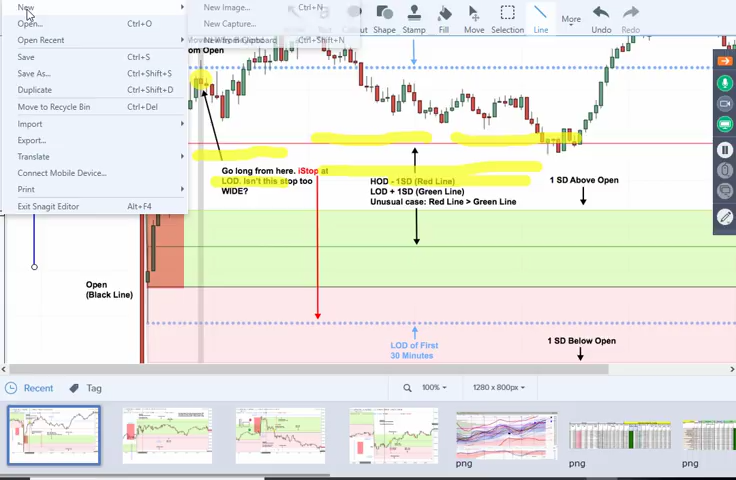 New
New Image... Ctrl+N
Open... Ctrl+O
New Capture...
Open Recent
New from Clipboard Ctrl+Shift+N
Save Ctrl+S
Save As... Ctrl+Shift+S
Duplicate Ctrl+Shift+D
Move to Recycle Bin Ctrl+Del
Import
Export...
Translate
Connect Mobile Device...
Print
Exit Snagit Editor Alt+F4
Shape
Stamp
Fill
Move
Selection
Line
More
Undo
Redo
Open
Go long from here. iStop at
LOD. Isn't this stop too
WIDE?
HOD - 1SD (Red Line)
LOD + 1SD (Green Line)
Unusual case: Red Line > Green Line
1 SD Above Open
Open
(Black Line)
LOD of First
30 Minutes
1 SD Below Open
Recent
Tag
100%
1280 x 800px
png
png
png